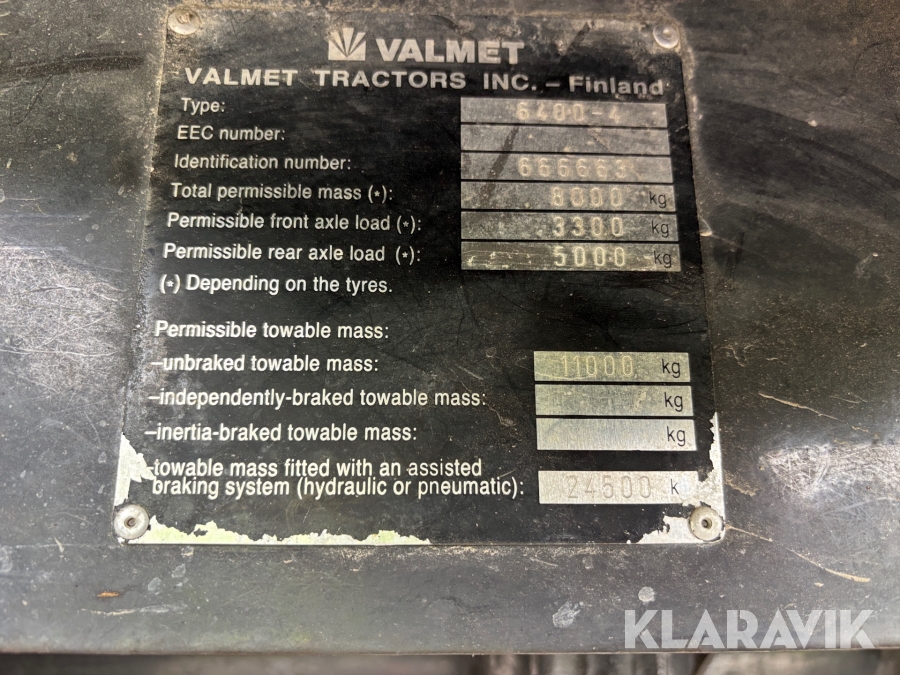 VALMET
VALMET TRACTORS INC. – Finland
Type: 6400-4
EEC number:
Identification number: 666663
Total permissible mass (*): 8000 kg
Permissible front axle load (*): 3300 kg
Permissible rear axle load (*): 5000 kg
(*) Depending on the tyres.
Permissible towable mass:
–unbraked towable mass: 11000 kg
–independently-braked towable mass: kg
–inertia-braked towable mass: kg
–towable mass fitted with an assisted
braking system (hydraulic or pneumatic): 24500 k
KLARAVIK